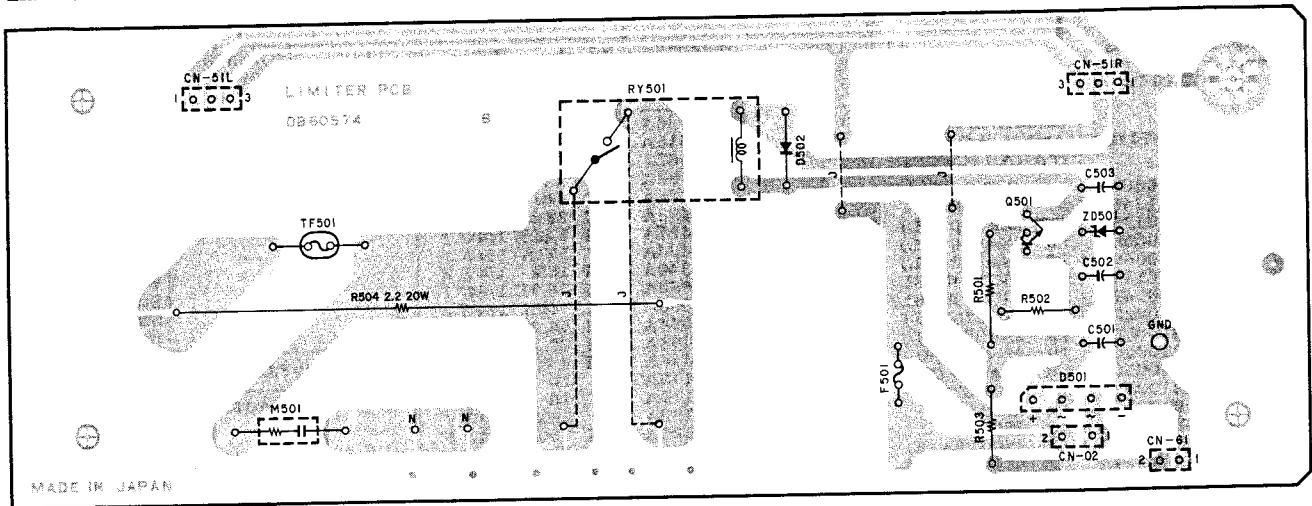 CN-51L
1 3
LIMITER PCB
DB60574 B
RY501
D502
CN-51R
3 1
J
J
C503
Q501
ZD501
TF501
C502
R501
R504 2.2 20W
J
J
R502
C501
GND
F501
D501
+ ~ ~ -
M501
N N
R503
2 1
CN-02
CN-61
2 1
MADE IN JAPAN